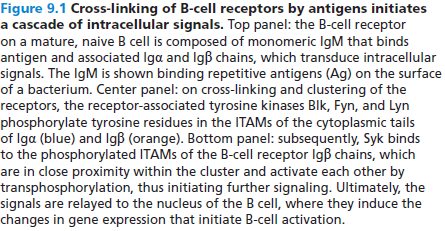 Figure 9.1 Cross-linking of B-cell receptors by antigens initiates
a cascade of intracellular signals. Top panel: the B-cell receptor
on a mature, naive B cell is composed of monomeric IgM that binds
antigen and associated Igα and Igβ chains, which transduce intracellular
signals. The IgM is shown binding repetitive antigens (Ag) on the surface
of a bacterium. Center panel: on cross-linking and clustering of the
receptors, the receptor-associated tyrosine kinases Blk, Fyn, and Lyn
phosphorylate tyrosine residues in the ITAMs of the cytoplasmic tails
of Igα (blue) and Igβ (orange). Bottom panel: subsequently, Syk binds
to the phosphorylated ITAMs of the B-cell receptor Igβ chains, which
are in close proximity within the cluster and activate each other by
transphosphorylation, thus initiating further signaling. Ultimately, the
signals are relayed to the nucleus of the B cell, where they induce the
changes in gene expression that initiate B-cell activation.